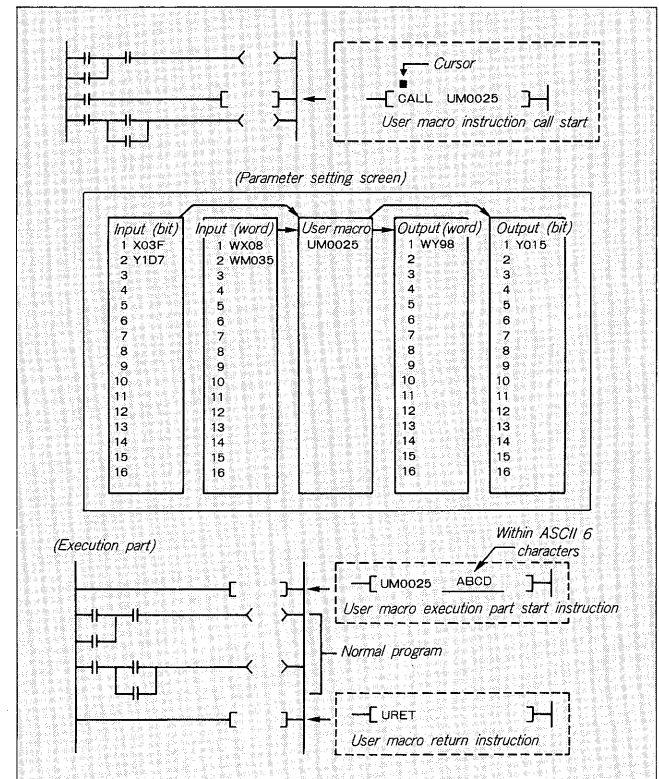 Cursor
CALL UM0025
User macro instruction call start
(Parameter setting screen)
Input (bit)
1 X03F
2 Y1D7
3
4
5
6
7
8
9
10
11
12
13
14
15
16
Input (word)
1 WX08
2 WM035
3
4
5
6
7
8
9
10
11
12
13
14
15
16
User macro
UM0025
Output (word)
1 WY98
2
3
4
5
6
7
8
9
10
11
12
13
14
15
16
Output (bit)
1 Y015
2
3
4
5
6
7
8
9
10
11
12
13
14
15
16
(Execution part)
Within ASCII 6
characters
UM0025 ABCD
User macro execution part start instruction
Normal program
URET
User macro return instruction